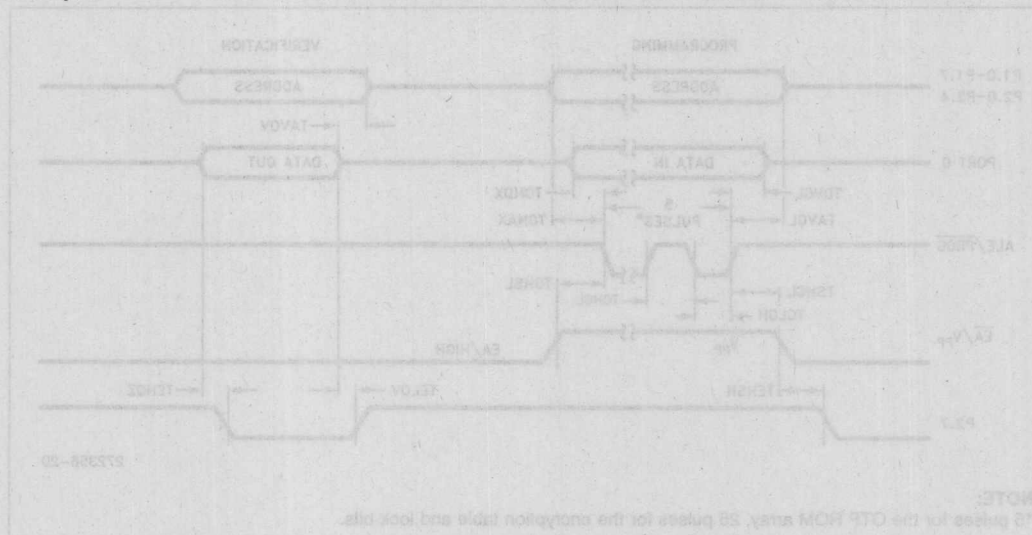 PROGRAMMING
VERIFICATION
P1.0-P1.7
P2.0-P2.4
ADDRESS
ADDRESS
TAVQV
PORT 0
DATA IN
DATA OUT
TDVGL
TGHDX
5
PULSES*
TAVGL
TGHAX
ALE/PROG
TSHGL
TGHSL
TGHGL
TGLGH
EA/VPP
VPP
EA/HIGH
TEHSH
TELQV
TEHQZ
P2.7
272336-20
NOTE:
*5 pulses for the OTP ROM array, 25 pulses for the encryption table and lock bits.